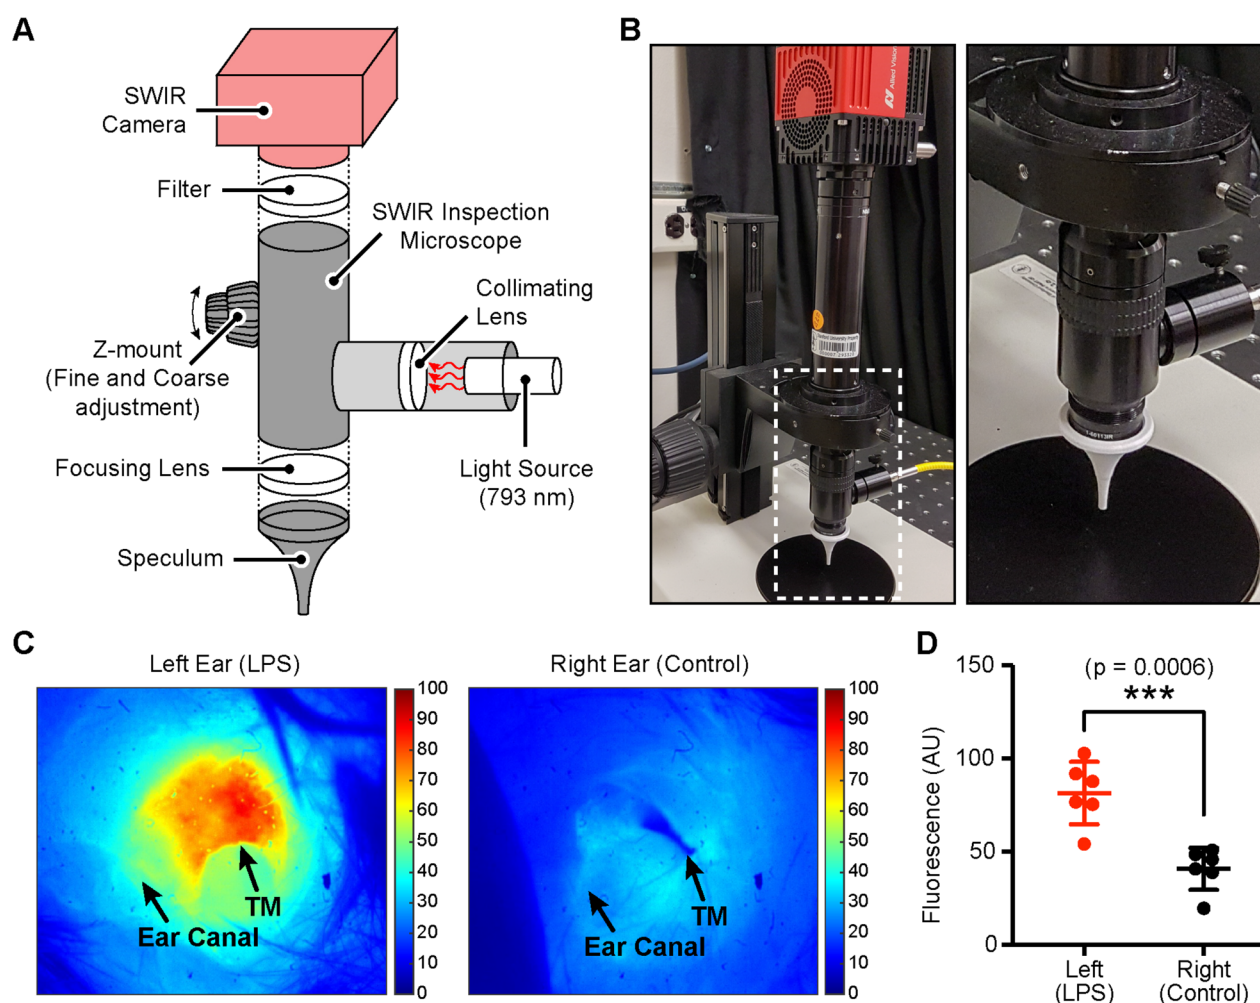 A
SWIR
Camera
Filter
SWIR Inspection
Microscope
Collimating
Lens
Z-mount
(Fine and Coarse
adjustment)
Focusing Lens
Light Source
(793 nm)
Speculum
B
Allied Vision
C
Left Ear (LPS)
100
90
80
70
60
50
40
30
20
10
0
TM
Ear Canal
Right Ear (Control)
100
90
80
70
60
50
40
30
20
10
0
TM
Ear Canal
D
(p = 0.0006)
***
Fluorescence (AU)
150
100
50
0
Left
(LPS)
Right
(Control)